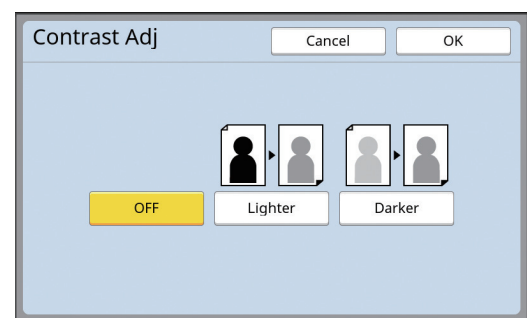 Contrast Adj
Cancel
OK
OFF
Lighter
Darker